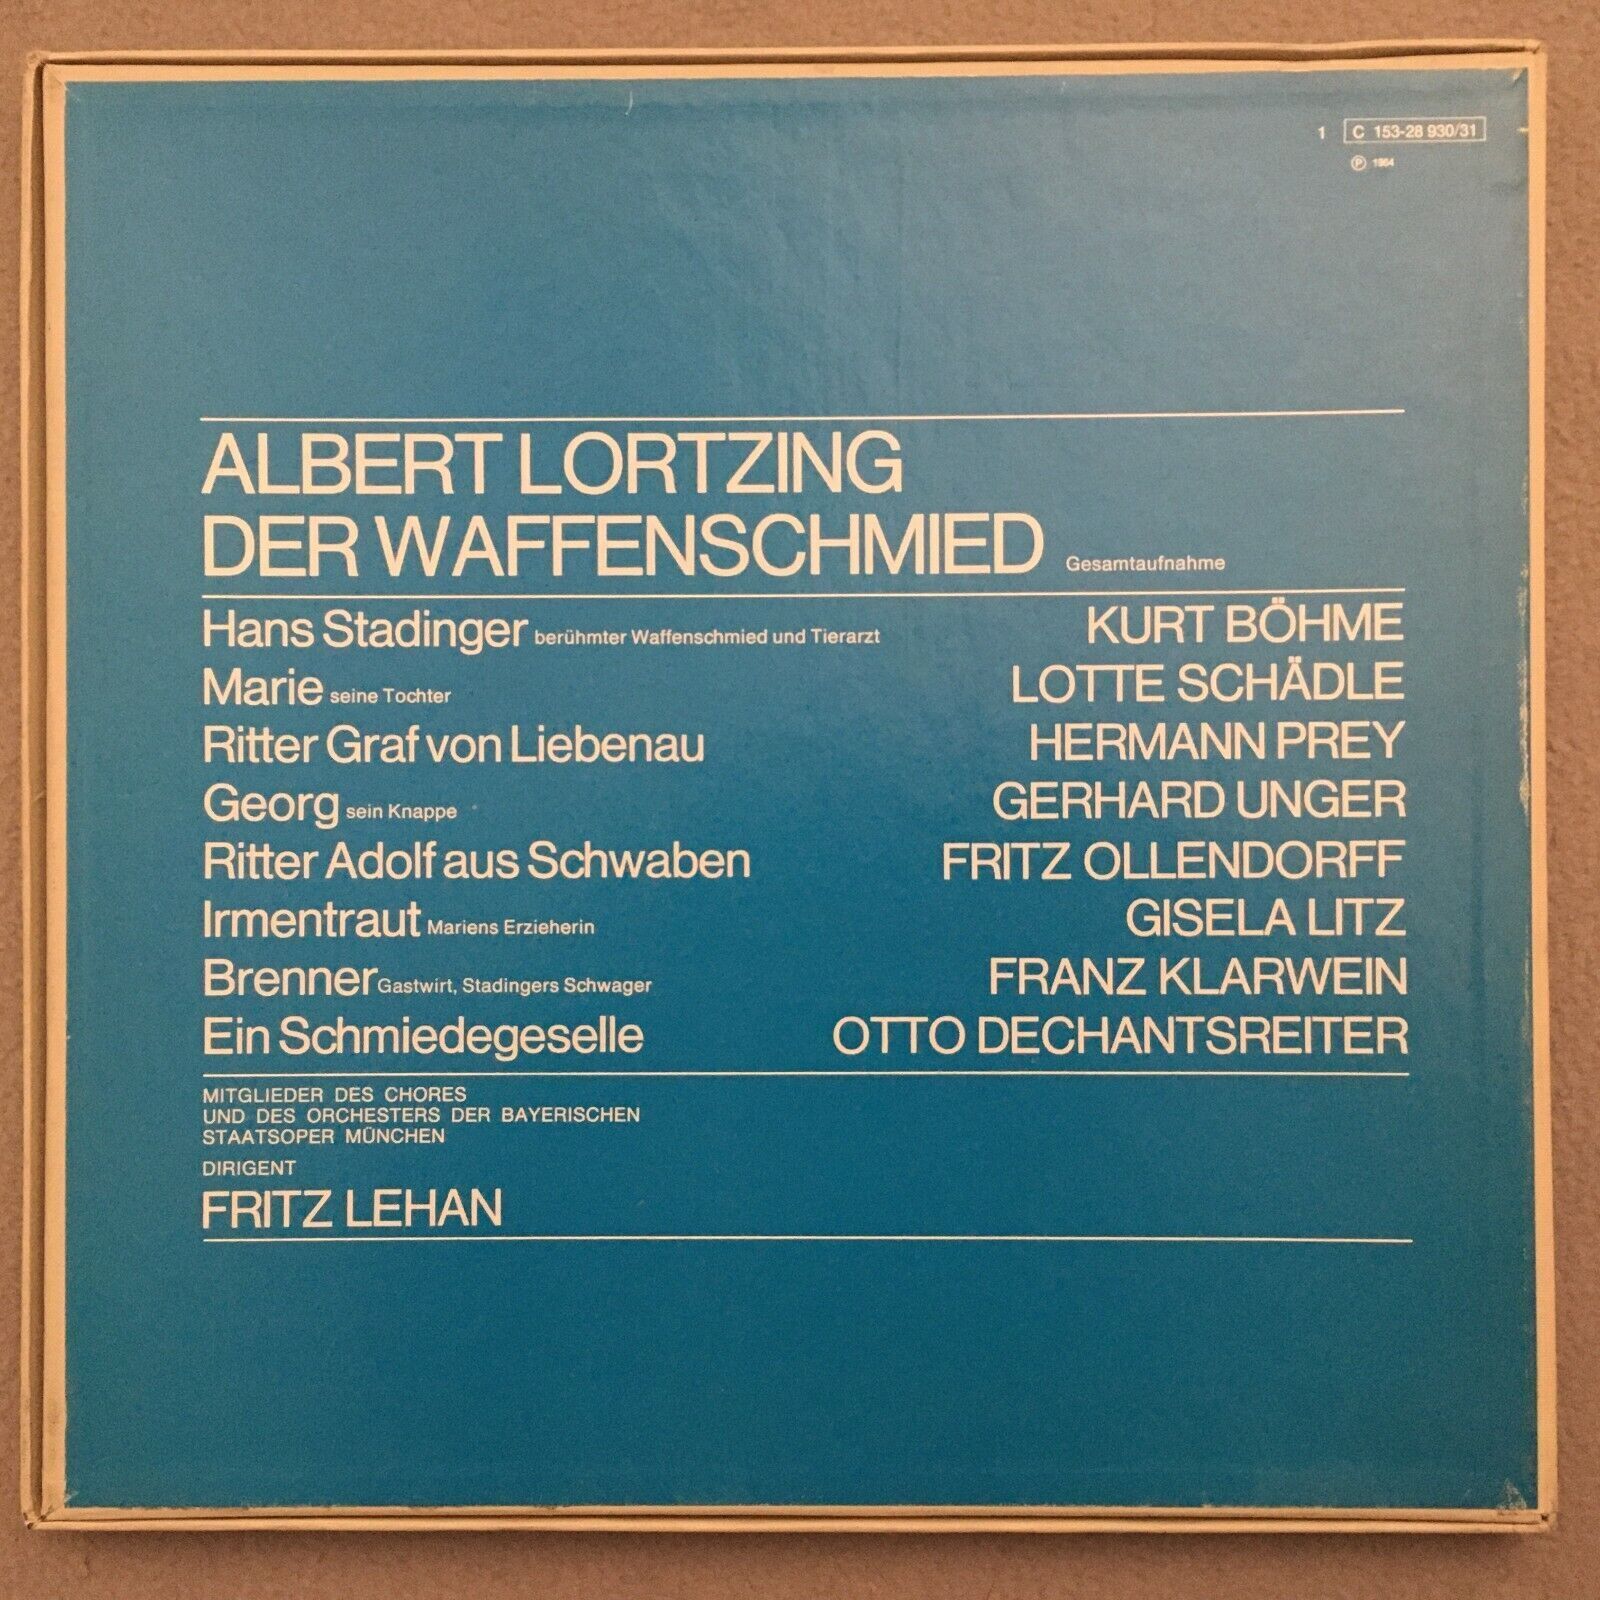 1 C 153-28 930/31
℗ 1964
ALBERT LORTZING
DER WAFFENSCHMIED Gesamtaufnahme
Hans Stadinger berühmter Waffenschmied und Tierarzt KURT BÖHME
Marie seine Tochter LOTTE SCHÄDLE
Ritter Graf von Liebenau HERMANN PREY
Georg sein Knappe GERHARD UNGER
Ritter Adolf aus Schwaben FRITZ OLLENDORFF
Irmentraut Mariens Erzieherin GISELA LITZ
Brenner Gastwirt, Stadingers Schwager FRANZ KLARWEIN
Ein Schmiedegeselle OTTO DECHANTSREITER
MITGLIEDER DES CHORES
UND DES ORCHESTERS DER BAYERISCHEN
STAATSOPER MÜNCHEN
DIRIGENT
FRITZ LEHAN